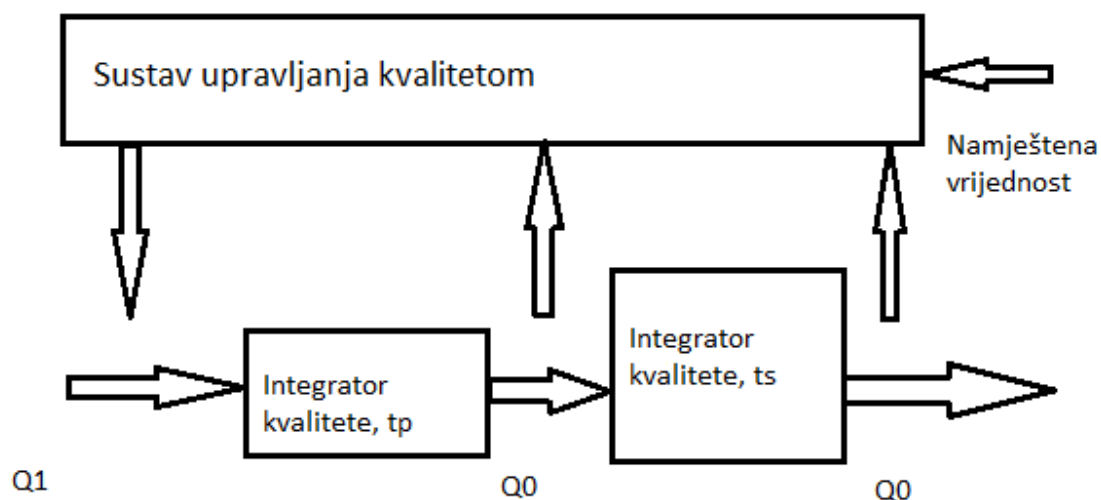 Sustav upravljanja kvalitetom
Namještena
vrijednost
Integrator
kvalitete, tp
Integrator
kvalitete, ts
Q1
Q0
Q0